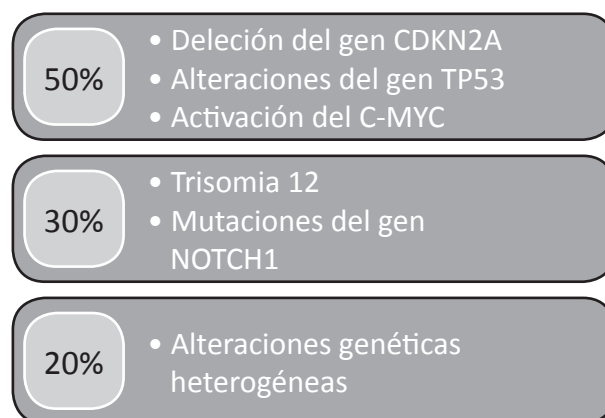 50%
• Deleción del gen CDKN2A
• Alteraciones del gen TP53
• Activación del C-MYC
30%
• Trisomia 12
• Mutaciones del gen
NOTCH1
20%
• Alteraciones genéticas
heterogéneas